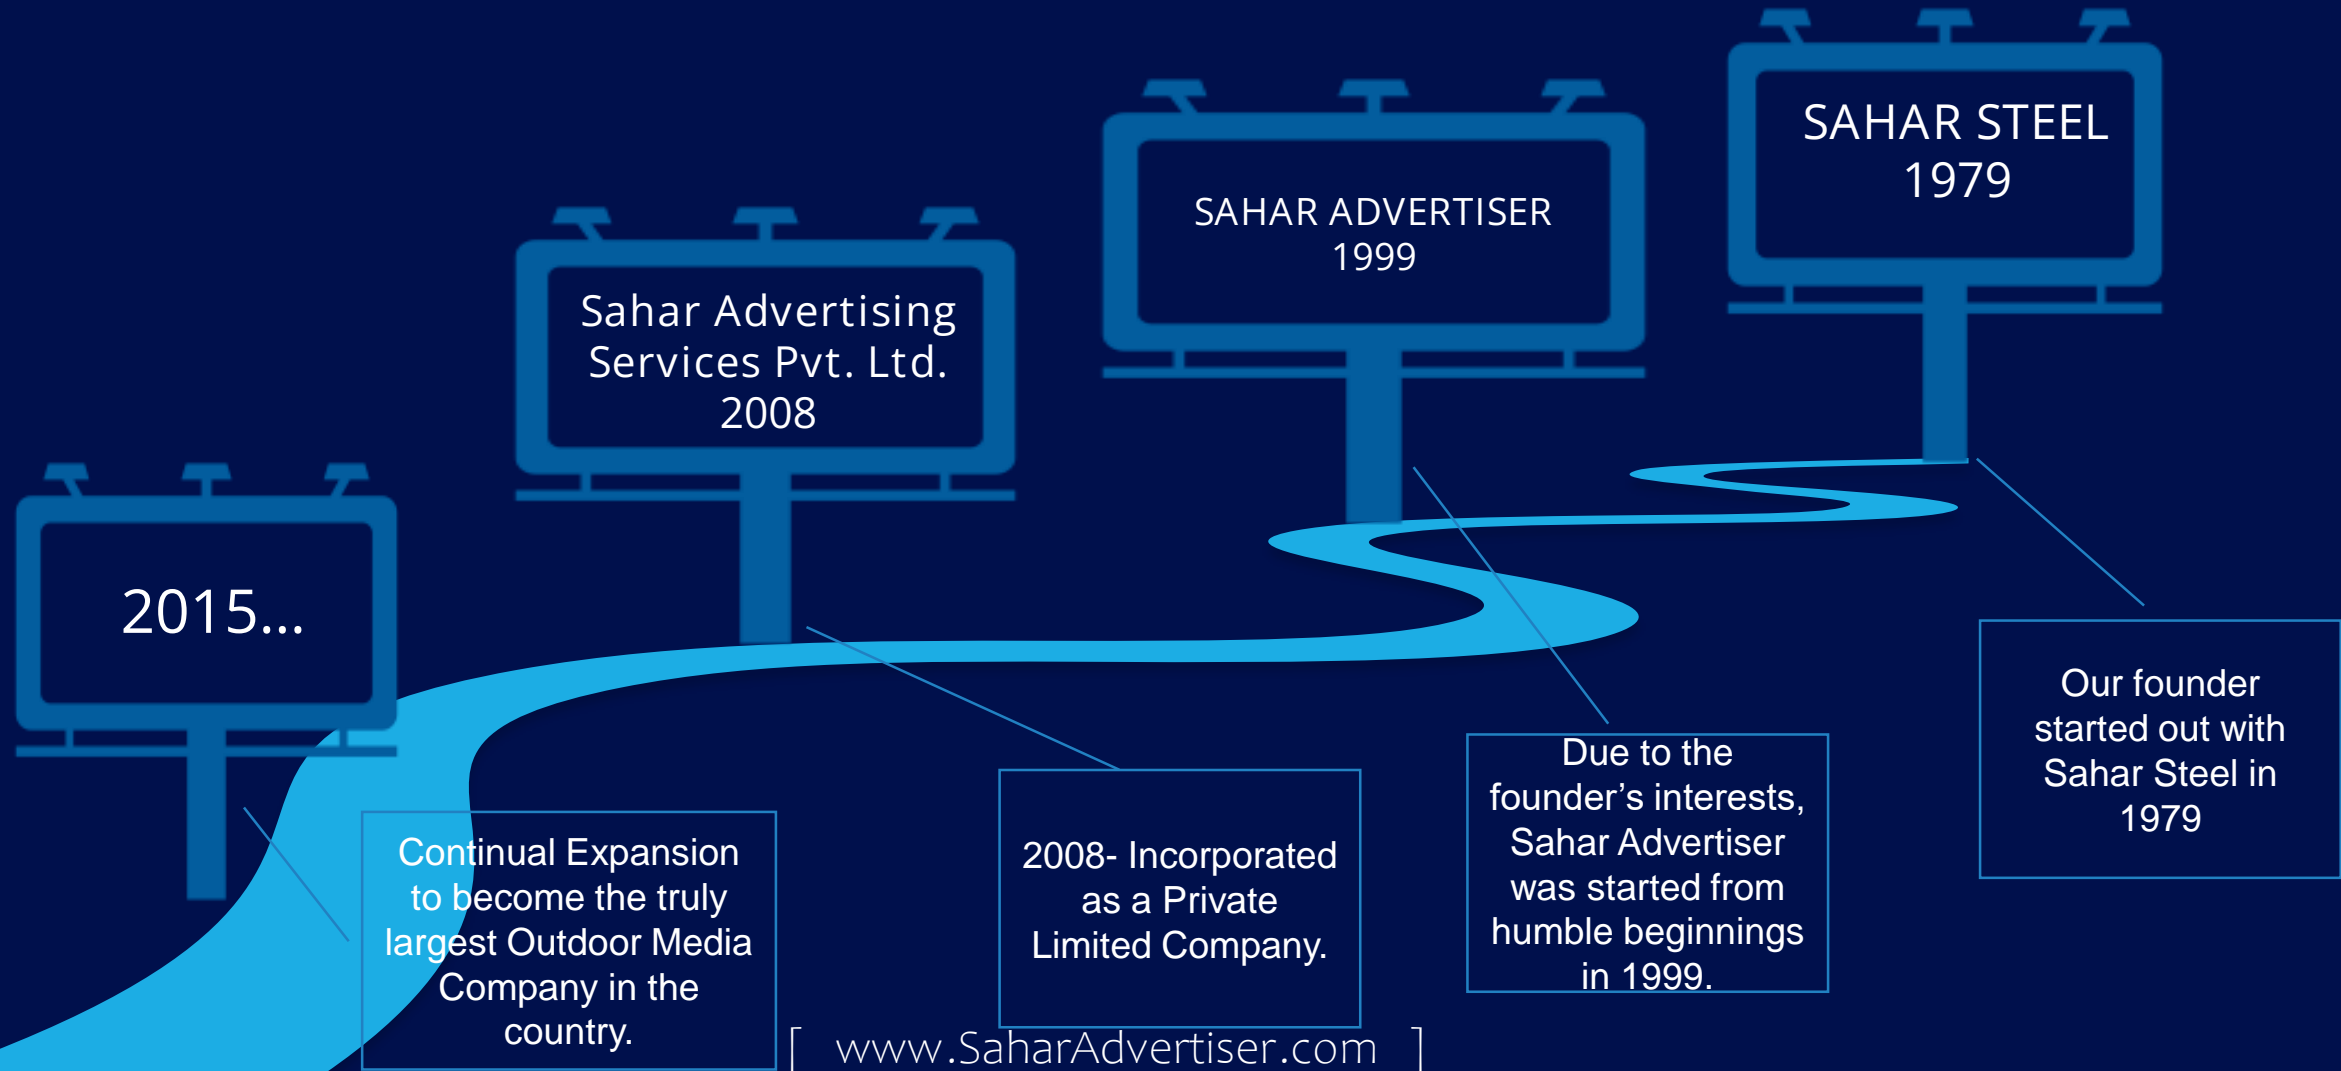 SAHAR STEEL
1979
SAHAR ADVERTISER
1999
Sahar Advertising
Services Pvt. Ltd.
2008
2015...
Our founder
started out with
Sahar Steel in
1979
Due to the
founder’s interests,
Sahar Advertiser
was started from
humble beginnings
in 1999.
2008- Incorporated
as a Private
Limited Company.
Continual Expansion
to become the truly
largest Outdoor Media
Company in the
country.
[ www.SaharAdvertiser.com ]